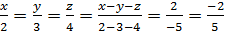 x/2 = y/3 = z/4 = (x−y−z)/(2−3−4) = 2/(−5) = (−2)/5